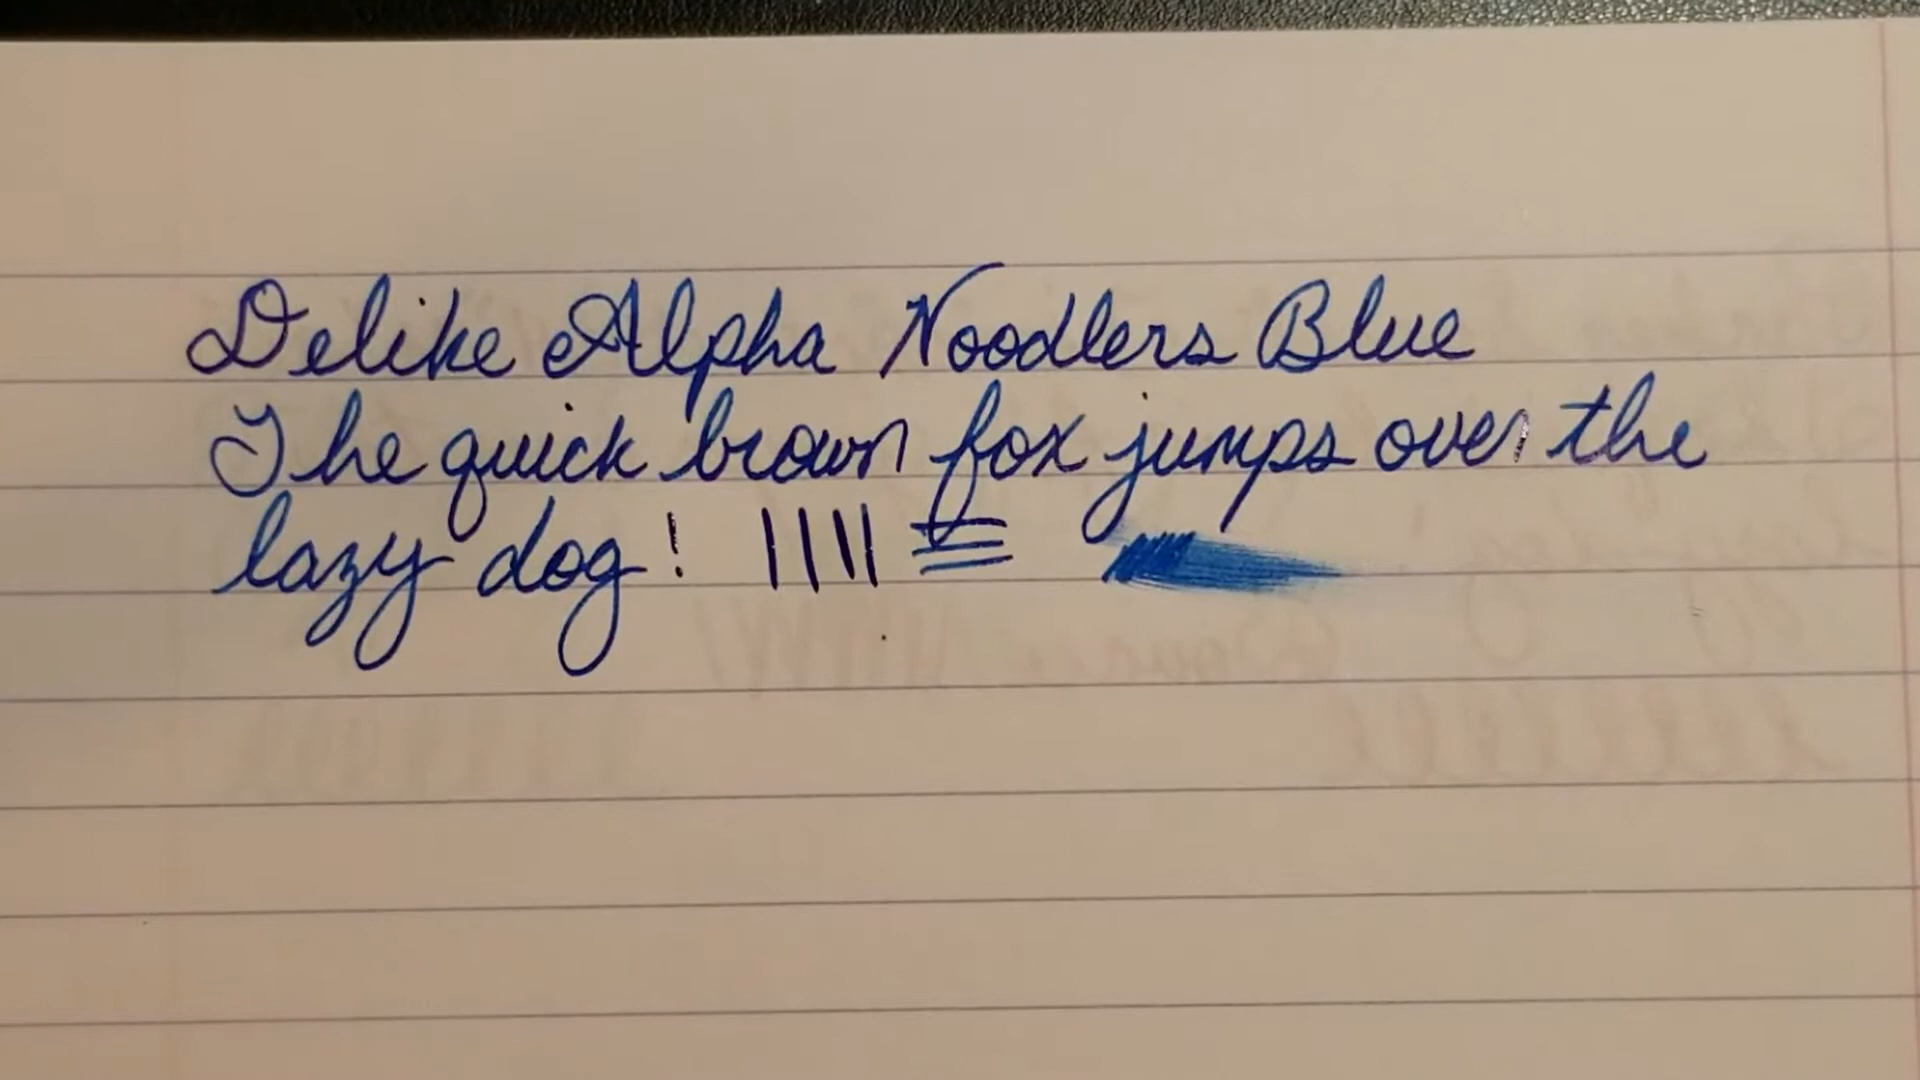 Delike Alpha Noodlers Blue
The quick brown fox jumps over the
lazy dog!